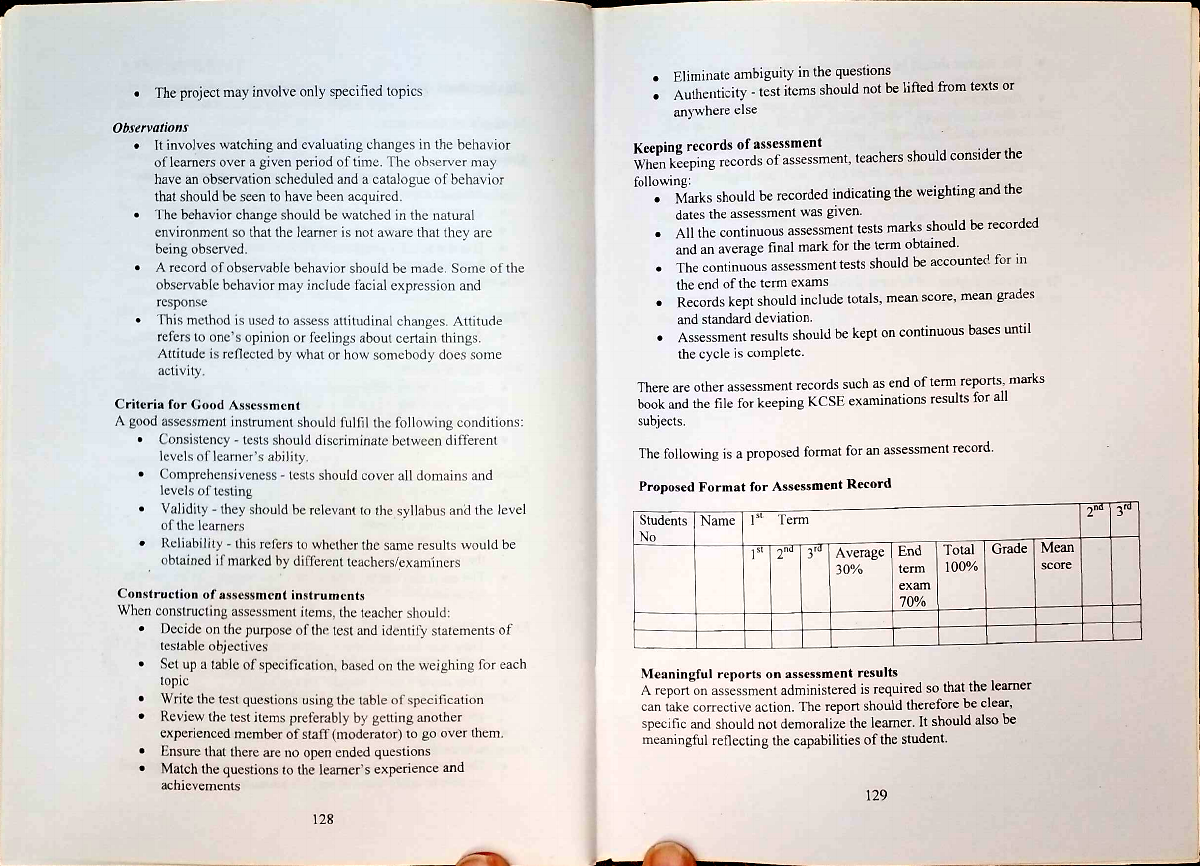 • The project may involve only specified topics
Observations
• It involves watching and evaluating changes in the behavior
of learners over a given period of time. The observer may
have an observation scheduled and a catalogue of behavior
that should be seen to have been acquired.
• The behavior change should be watched in the natural
environment so that the learner is not aware that they are
being observed.
• A record of observable behavior should be made. Some of the
observable behavior may include facial expression and
response
• This method is used to assess attitudinal changes. Attitude
refers to one's opinion or feelings about certain things.
Attitude is reflected by what or how somebody does some
activity.
Criteria for Good Assessment
A good assessment instrument should fulfil the following conditions:
• Consistency - tests should discriminate between different
levels of learner's ability.
• Comprehensiveness - tests should cover all domains and
levels of testing
• Validity - they should be relevant to the syllabus and the level
of the learners
• Reliability - this refers to whether the same results would be
obtained if marked by different teachers/examiners
Construction of assessment instruments
When constructing assessment items, the teacher should:
• Decide on the purpose of the test and identify statements of
testable objectives
• Set up a table of specification, based on the weighing for each
topic
• Write the test questions using the table of specification
• Review the test items preferably by getting another
experienced member of staff (moderator) to go over them.
• Ensure that there are no open ended questions
• Match the questions to the learner's experience and
achievements
128
• Eliminate ambiguity in the questions
• Authenticity - test items should not be lifted from texts or
anywhere else
Keeping records of assessment
When keeping records of assessment, teachers should consider the
following:
• Marks should be recorded indicating the weighting and the
dates the assessment was given.
• All the continuous assessment tests marks should be recorded
and an average final mark for the term obtained.
• The continuous assessment tests should be accounted for in
the end of the term exams
• Records kept should include totals, mean score, mean grades
and standard deviation.
• Assessment results should be kept on continuous bases until
the cycle is complete.
There are other assessment records such as end of term reports, marks
book and the file for keeping KCSE examinations results for all
subjects.
The following is a proposed format for an assessment record.
Proposed Format for Assessment Record
Students Name 1st Term 2nd 3rd
No
1st 2nd 3rd Average End Total Grade Mean
30% term 100% score
exam
70%
Meaningful reports on assessment results
A report on assessment administered is required so that the learner
can take corrective action. The report should therefore be clear,
specific and should not demoralize the learner. It should also be
meaningful reflecting the capabilities of the student.
129